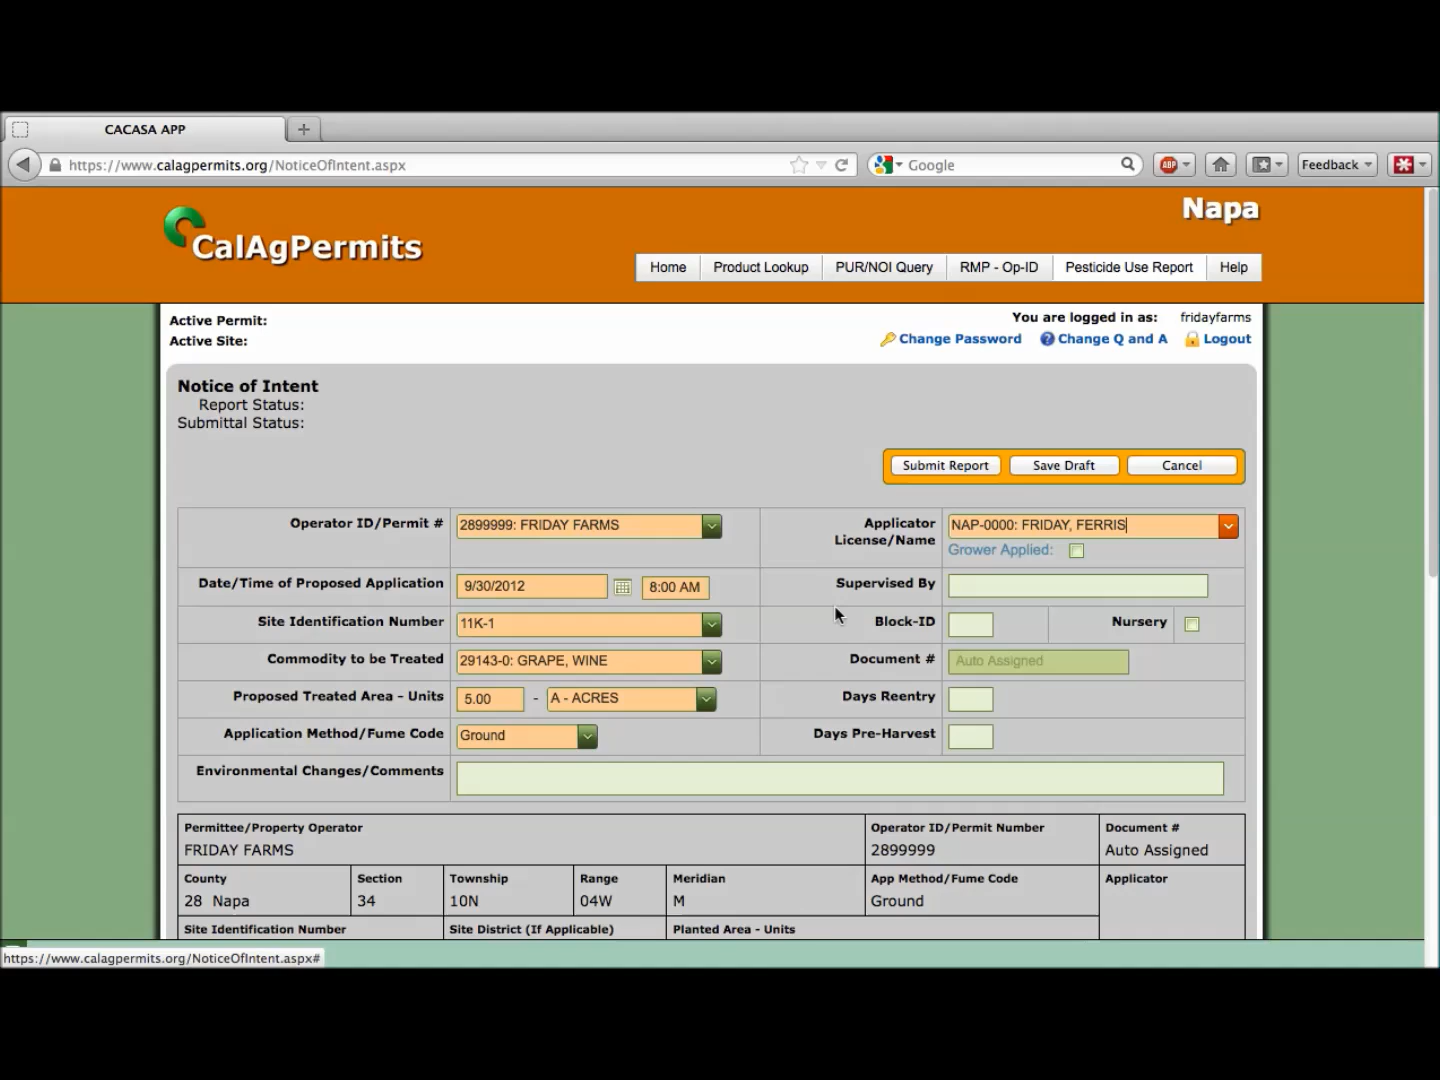 CACASA APP
https://www.calagpermits.org/NoticeOfIntent.aspx
Google
ABP
Feedback
Napa
CalAgPermits
Home Product Lookup PUR/NOI Query RMP - Op-ID Pesticide Use Report Help
Active Permit:
You are logged in as: fridayfarms
Active Site:
Change Password Change Q and A Logout
Notice of Intent
Report Status:
Submittal Status:
Submit Report Save Draft Cancel
Operator ID/Permit # 2899999: FRIDAY FARMS
Applicator License/Name NAP-0000: FRIDAY, FERRIS
Grower Applied:
Date/Time of Proposed Application 9/30/2012 8:00 AM
Supervised By
Site Identification Number 11K-1
Block-ID Nursery
Commodity to be Treated 29143-0: GRAPE, WINE
Document # Auto Assigned
Proposed Treated Area - Units 5.00 - A - ACRES
Days Reentry
Application Method/Fume Code Ground
Days Pre-Harvest
Environmental Changes/Comments
Permittee/Property Operator Operator ID/Permit Number Document #
FRIDAY FARMS 2899999 Auto Assigned
County Section Township Range Meridian App Method/Fume Code Applicator
28 Napa 34 10N 04W M Ground
Site Identification Number Site District (If Applicable) Planted Area - Units
https://www.calagpermits.org/NoticeOfIntent.aspx#